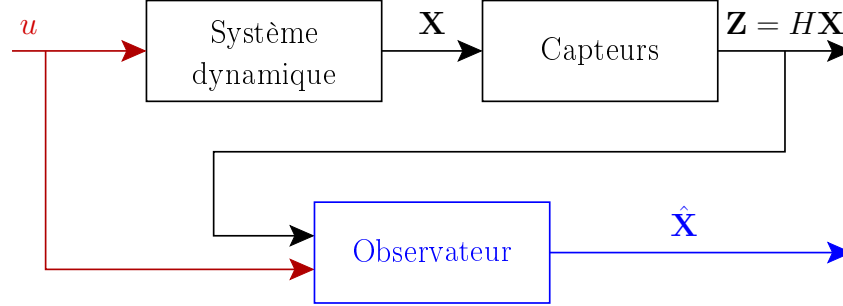 u
Système
dynamique
X
Capteurs
Z = HX
Observateur
X̂